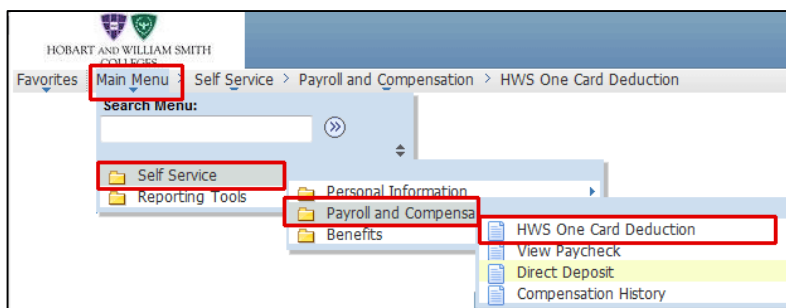 HOBART AND WILLIAM SMITH
COLLEGES
Favorites Main Menu > Self Service > Payroll and Compensation > HWS One Card Deduction
Search Menu:
Self Service
Reporting Tools
Personal Information
Payroll and Compensa
Benefits
HWS One Card Deduction
View Paycheck
Direct Deposit
Compensation History